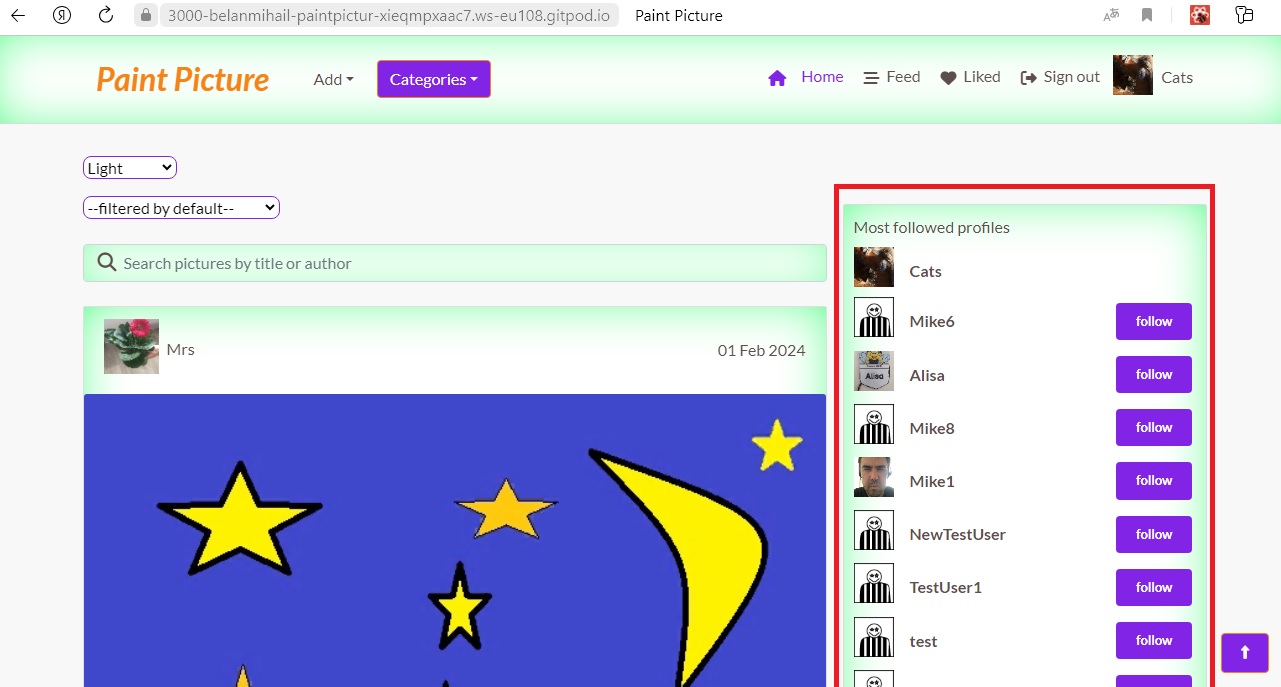 3000-belanmihail-paintpictur-xieqmpxaac7.ws-eu108.gitpod.io Paint Picture
Paint Picture Add Categories Home Feed Liked Sign out Cats
Light
--filtered by default--
Search pictures by title or author
Mrs 01 Feb 2024
Most followed profiles
Cats
Mike6 follow
Alisa follow
Mike8 follow
Mike1 follow
NewTestUser follow
TestUser1 follow
test follow